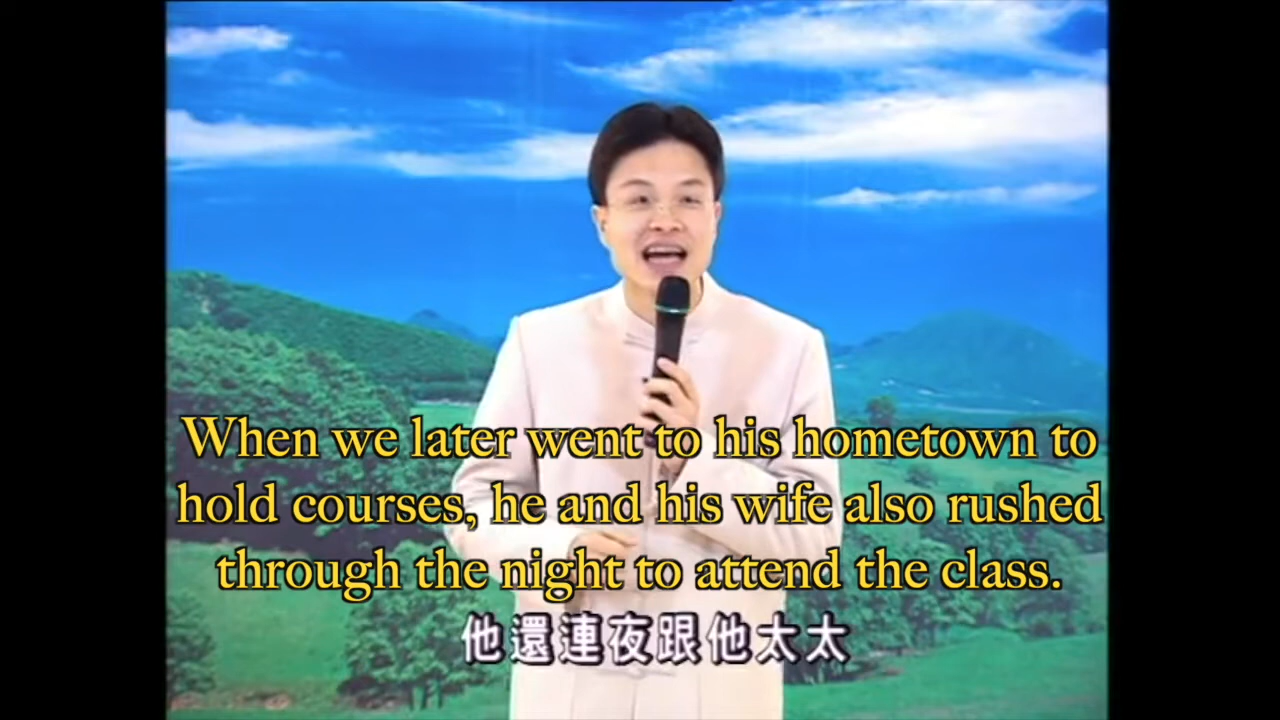 When we later went to his hometown to
hold courses, he and his wife also rushed
through the night to attend the class.
他還連夜跟他太太